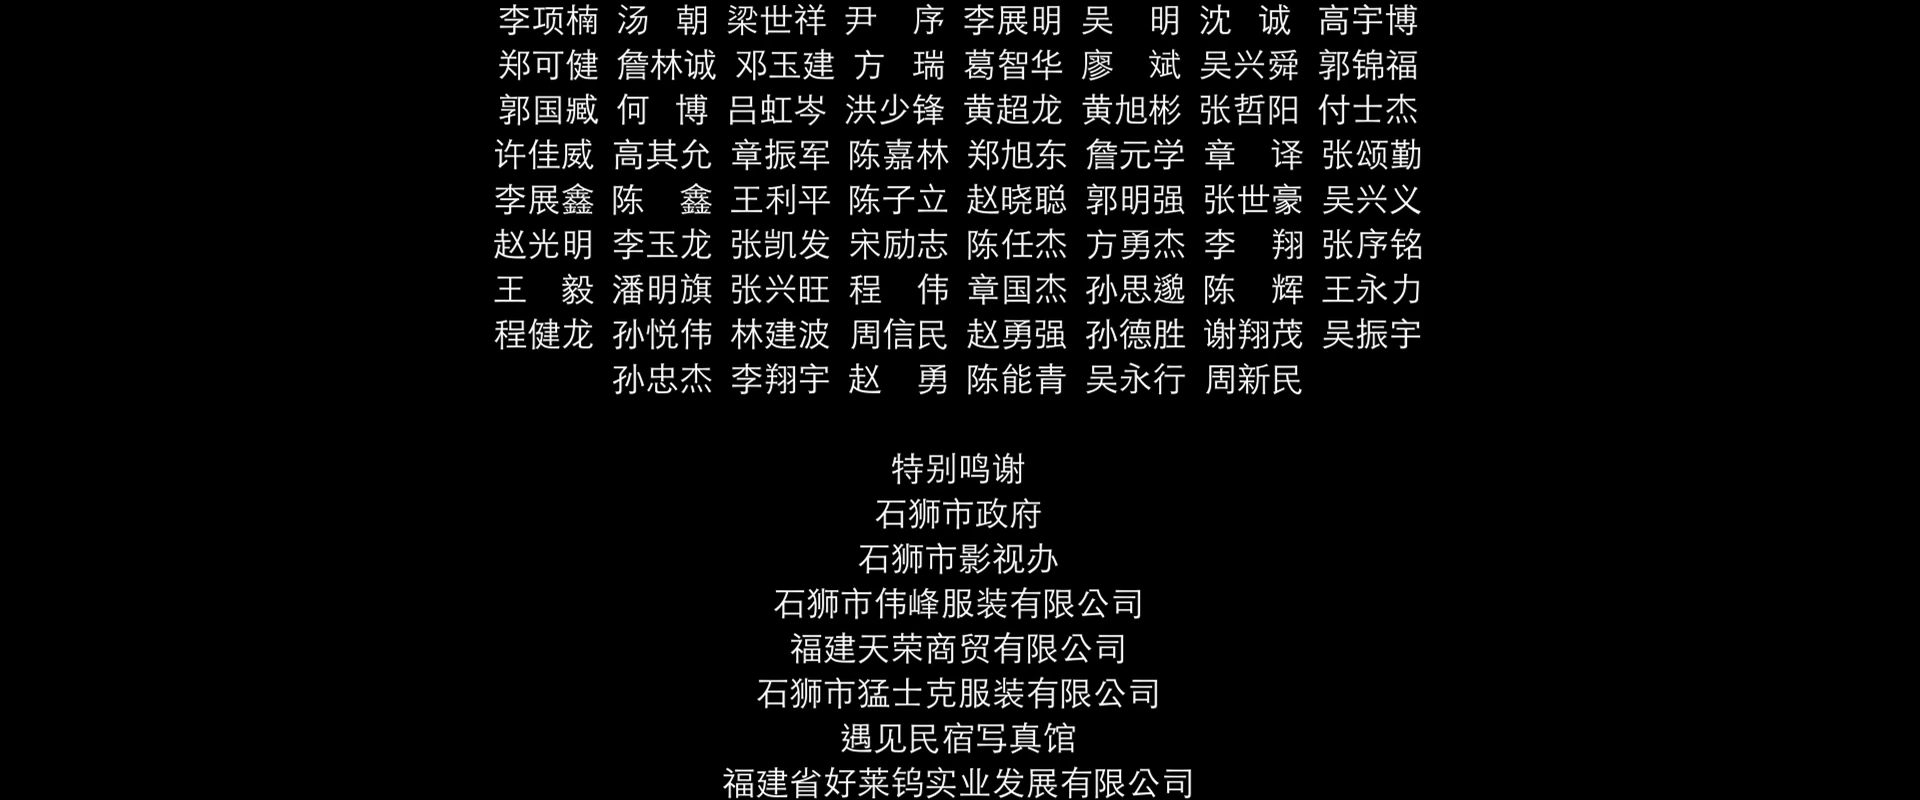 李项楠 汤 朝 梁世祥 尹 序 李展明 吴 明 沈 诚 高宇博
郑可健 詹林诚 邓玉建 方 瑞 葛智华 廖 斌 吴兴舜 郭锦福
郭国臧 何 博 吕虹岑 洪少锋 黄超龙 黄旭彬 张哲阳 付士杰
许佳威 高其允 章振军 陈嘉林 郑旭东 詹元学 章 译 张颂勤
李展鑫 陈 鑫 王利平 陈子立 赵晓聪 郭明强 张世豪 吴兴义
赵光明 李玉龙 张凯发 宋励志 陈任杰 方勇杰 李 翔 张序铭
王 毅 潘明旗 张兴旺 程 伟 章国杰 孙思邈 陈 辉 王永力
程健龙 孙悦伟 林建波 周信民 赵勇强 孙德胜 谢翔茂 吴振宇
孙忠杰 李翔宇 赵 勇 陈能青 吴永行 周新民
特别鸣谢
石狮市政府
石狮市影视办
石狮市伟峰服装有限公司
福建天荣商贸有限公司
石狮市猛士克服装有限公司
遇见民宿写真馆
福建省好莱钨实业发展有限公司